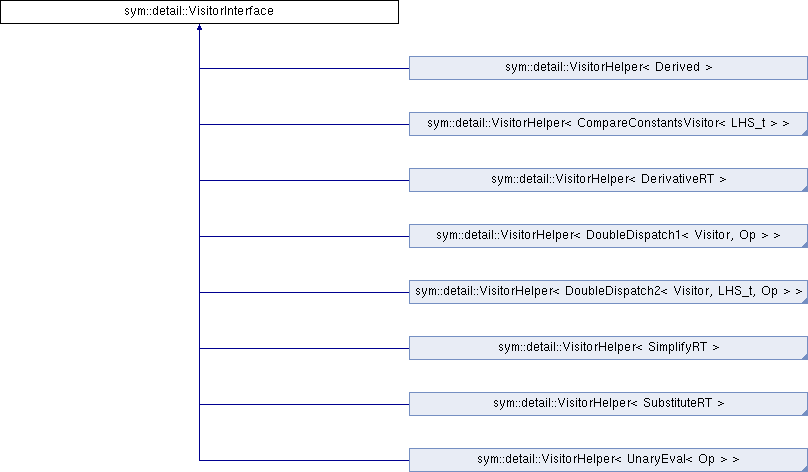 sym::detail::VisitorInterface
sym::detail::VisitorHelper< Derived >
sym::detail::VisitorHelper< CompareConstantsVisitor< LHS_t > >
sym::detail::VisitorHelper< DerivativeRT >
sym::detail::VisitorHelper< DoubleDispatch1< Visitor, Op > >
sym::detail::VisitorHelper< DoubleDispatch2< Visitor, LHS_t, Op > >
sym::detail::VisitorHelper< SimplifyRT >
sym::detail::VisitorHelper< SubstituteRT >
sym::detail::VisitorHelper< UnaryEval< Op > >